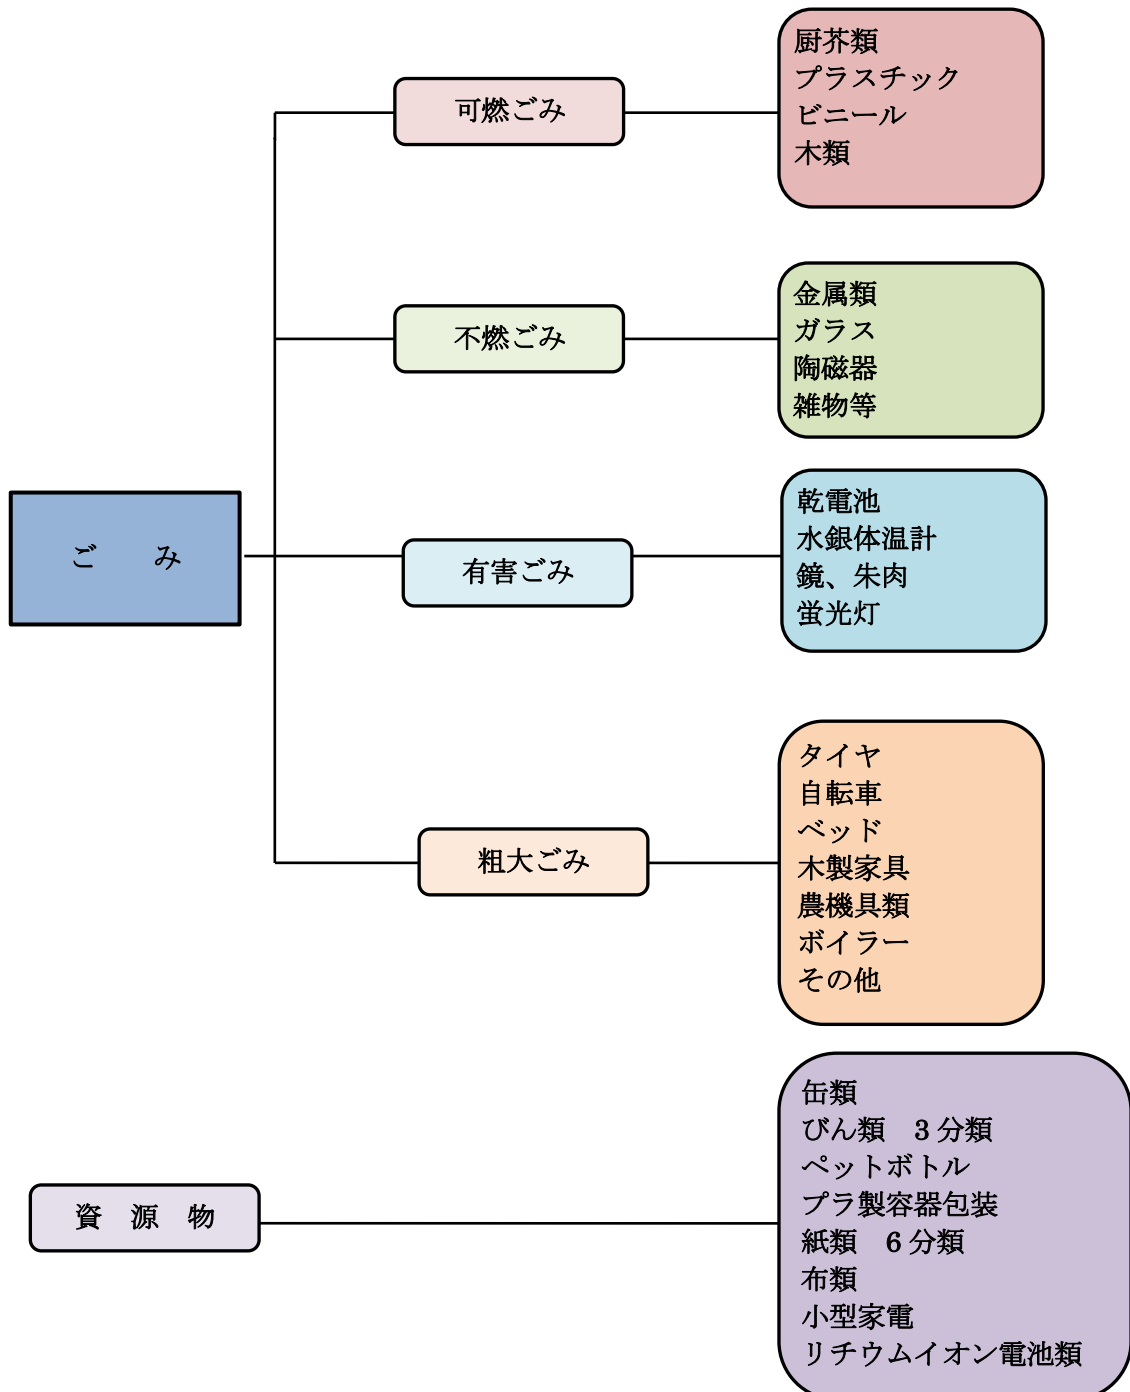 可燃ごみ
厨芥類
プラスチック
ビニール
木類
不燃ごみ
金属類
ガラス
陶磁器
雑物等
ご　み
有害ごみ
乾電池
水銀体温計
鏡、朱肉
蛍光灯
粗大ごみ
タイヤ
自転車
ベッド
木製家具
農機具類
ボイラー
その他
資　源　物
缶類
びん類　3分類
ペットボトル
プラ製容器包装
紙類　6分類
布類
小型家電
リチウムイオン電池類